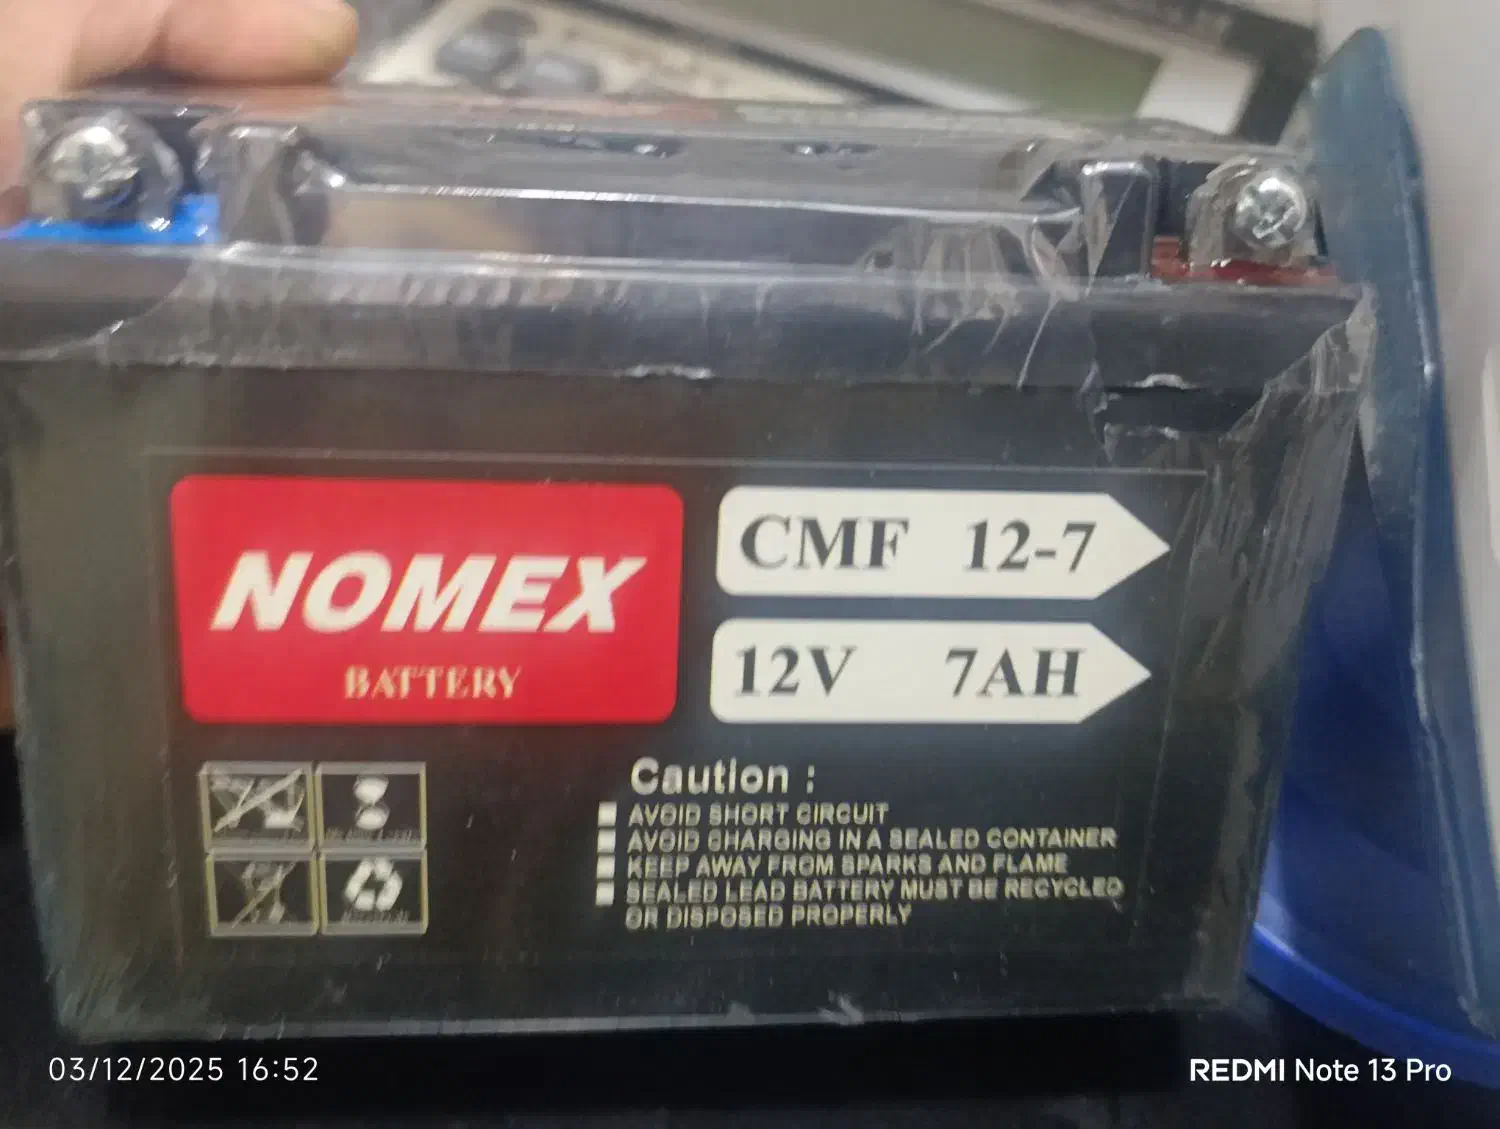 NOMEX
BATTERY
CMF 12-7
12V 7AH
Caution :
AVOID SHORT CIRCUIT
AVOID CHARGING IN A SEALED CONTAINER
KEEP AWAY FROM SPARKS AND FLAME
SEALED LEAD BATTERY MUST BE RECYCLED
OR DISPOSED PROPERLY
03/12/2025 16:52
REDMI Note 13 Pro